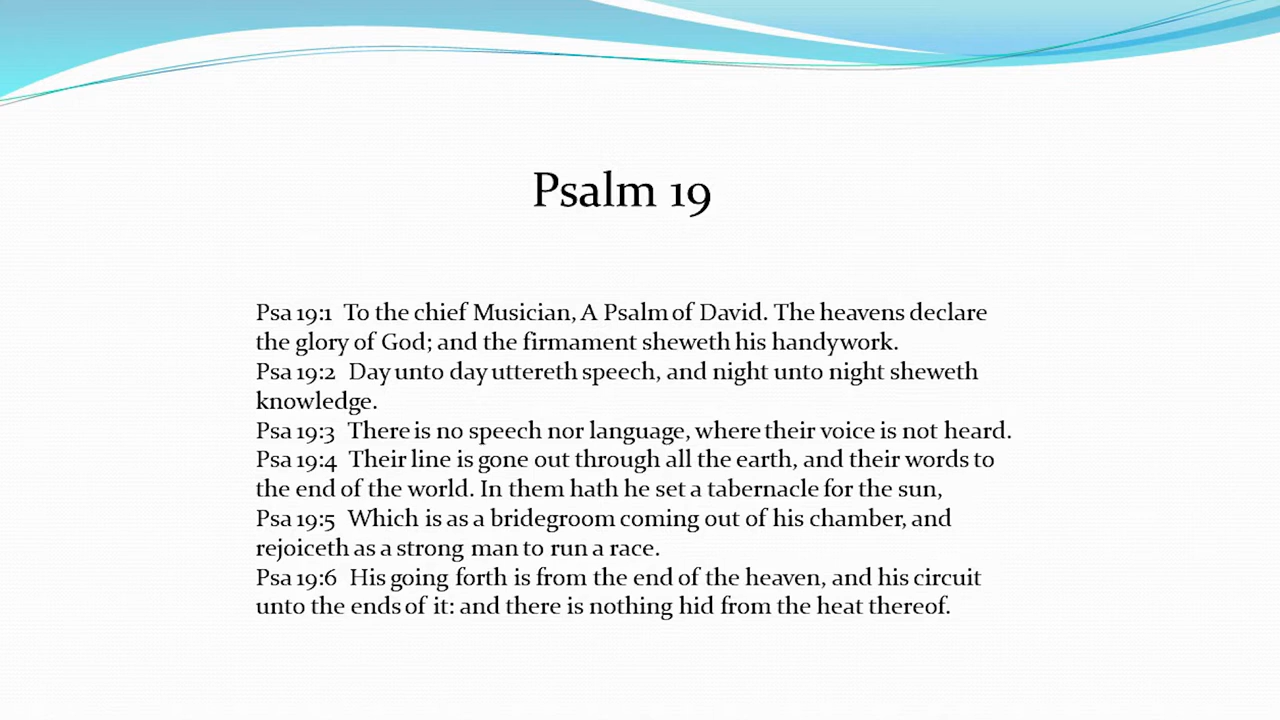 Psalm 19
Psa 19:1 To the chief Musician, A Psalm of David. The heavens declare
the glory of God; and the firmament sheweth his handywork.
Psa 19:2 Day unto day uttereth speech, and night unto night sheweth
knowledge.
Psa 19:3 There is no speech nor language, where their voice is not heard.
Psa 19:4 Their line is gone out through all the earth, and their words to
the end of the world. In them hath he set a tabernacle for the sun,
Psa 19:5 Which is as a bridegroom coming out of his chamber, and
rejoiceth as a strong man to run a race.
Psa 19:6 His going forth is from the end of the heaven, and his circuit
unto the ends of it: and there is nothing hid from the heat thereof.